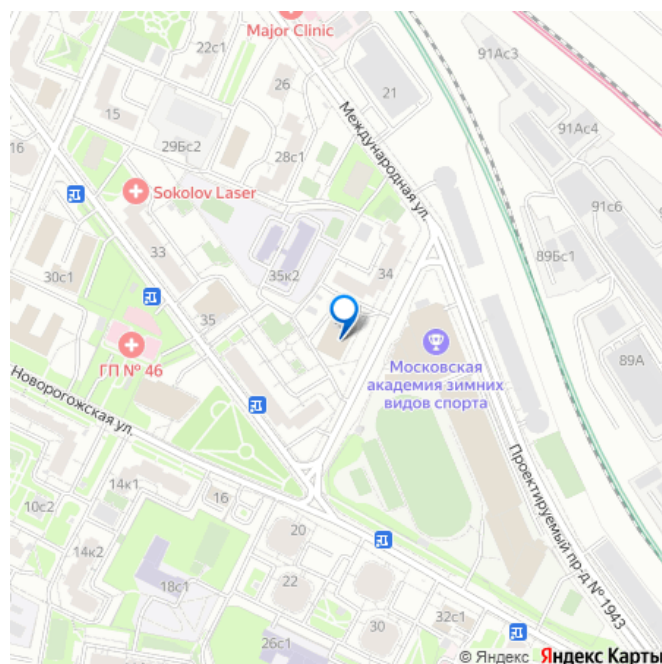 Major Clinic
22с1
91Ас3
26
21
15
Международная ул.
91Ас4
29Бс2
16
28с1
Sokolov Laser
91с6
33
89Бс1
30с1
35к2
34
35
ГП № 46
Московская
академия зимних
видов спорта
89А
Новорогожская ул.
Проектируемый пр-д № 1943
14к1
16
10с2
20
14к2
22
18с1
30
32с1
26с1
© Яндекс Яндекс Карты